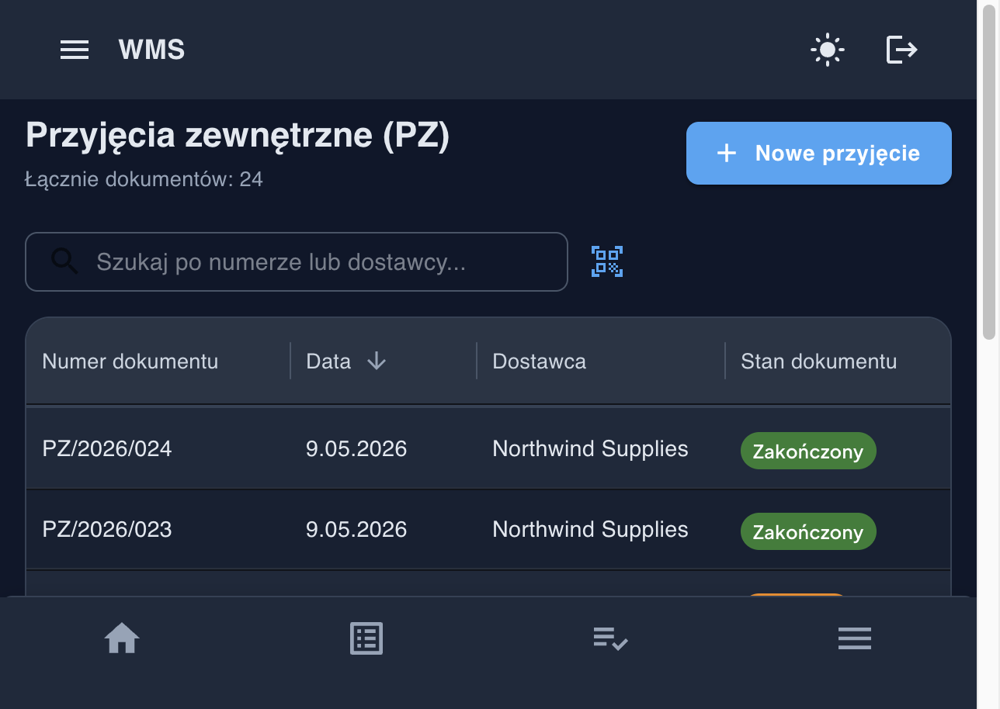 WMS
Przyjęcia zewnętrzne (PZ)
Łącznie dokumentów: 24
Nowe przyjęcie
Szukaj po numerze lub dostawcy...
Numer dokumentu Data Dostawca Stan dokumentu
PZ/2026/024 9.05.2026 Northwind Supplies Zakończony
PZ/2026/023 9.05.2026 Northwind Supplies Zakończony